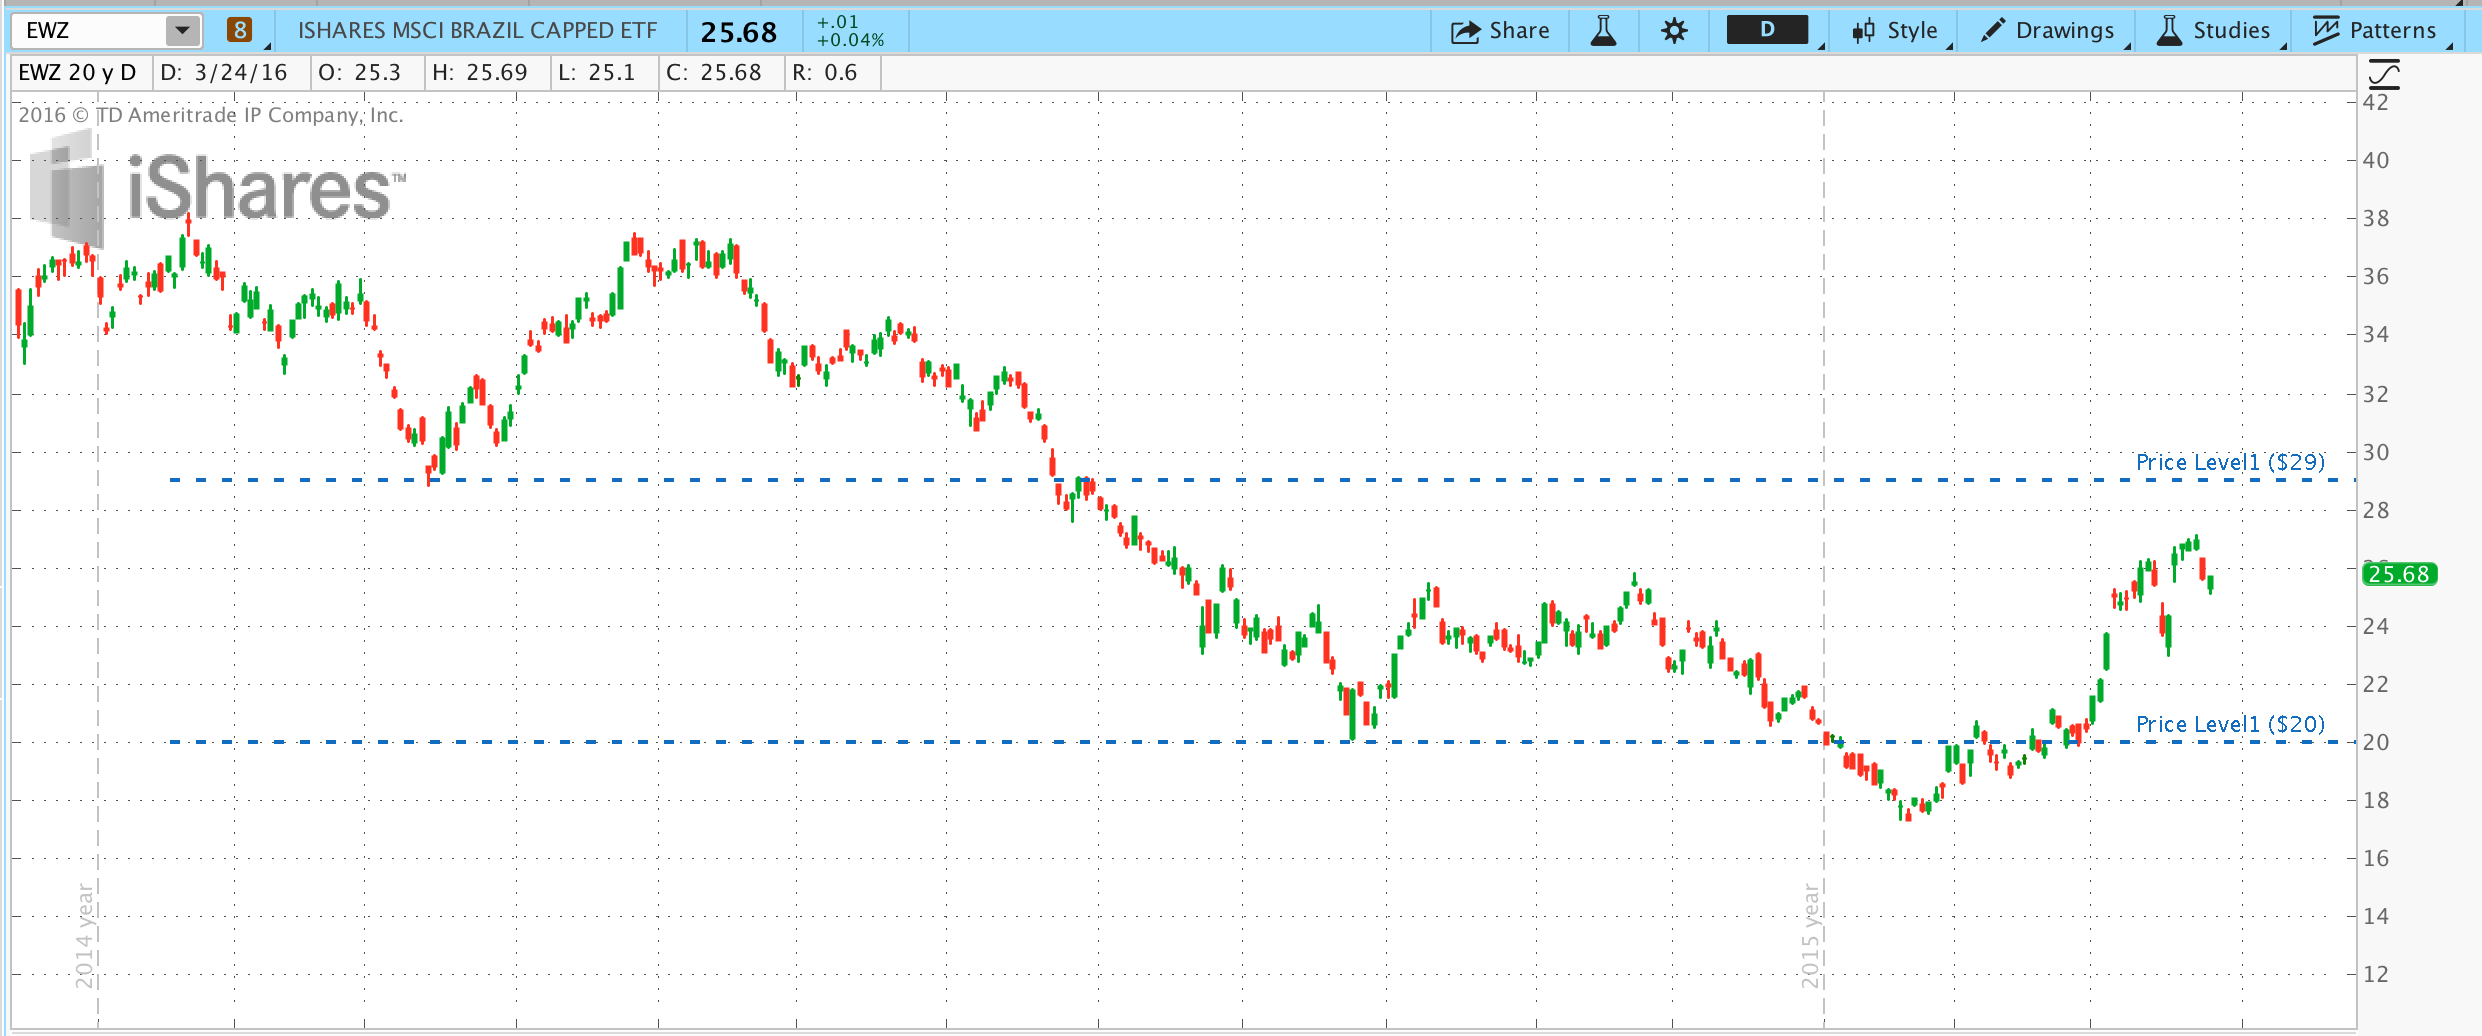 EWZ 8 ISHARES MSCI BRAZIL CAPPED ETF 25.68 +.01 +0.04% Share D Style Drawings Studies Patterns
EWZ 20 y D D: 3/24/16 O: 25.3 H: 25.69 L: 25.1 C: 25.68 R: 0.6
2016 © TD Ameritrade IP Company, Inc.
iShares™
42
40
38
36
34
32
30
Price Level1 ($29)
28
25.68
24
22
Price Level1 ($20)
20
18
16
14
12
2014 year
2015 year